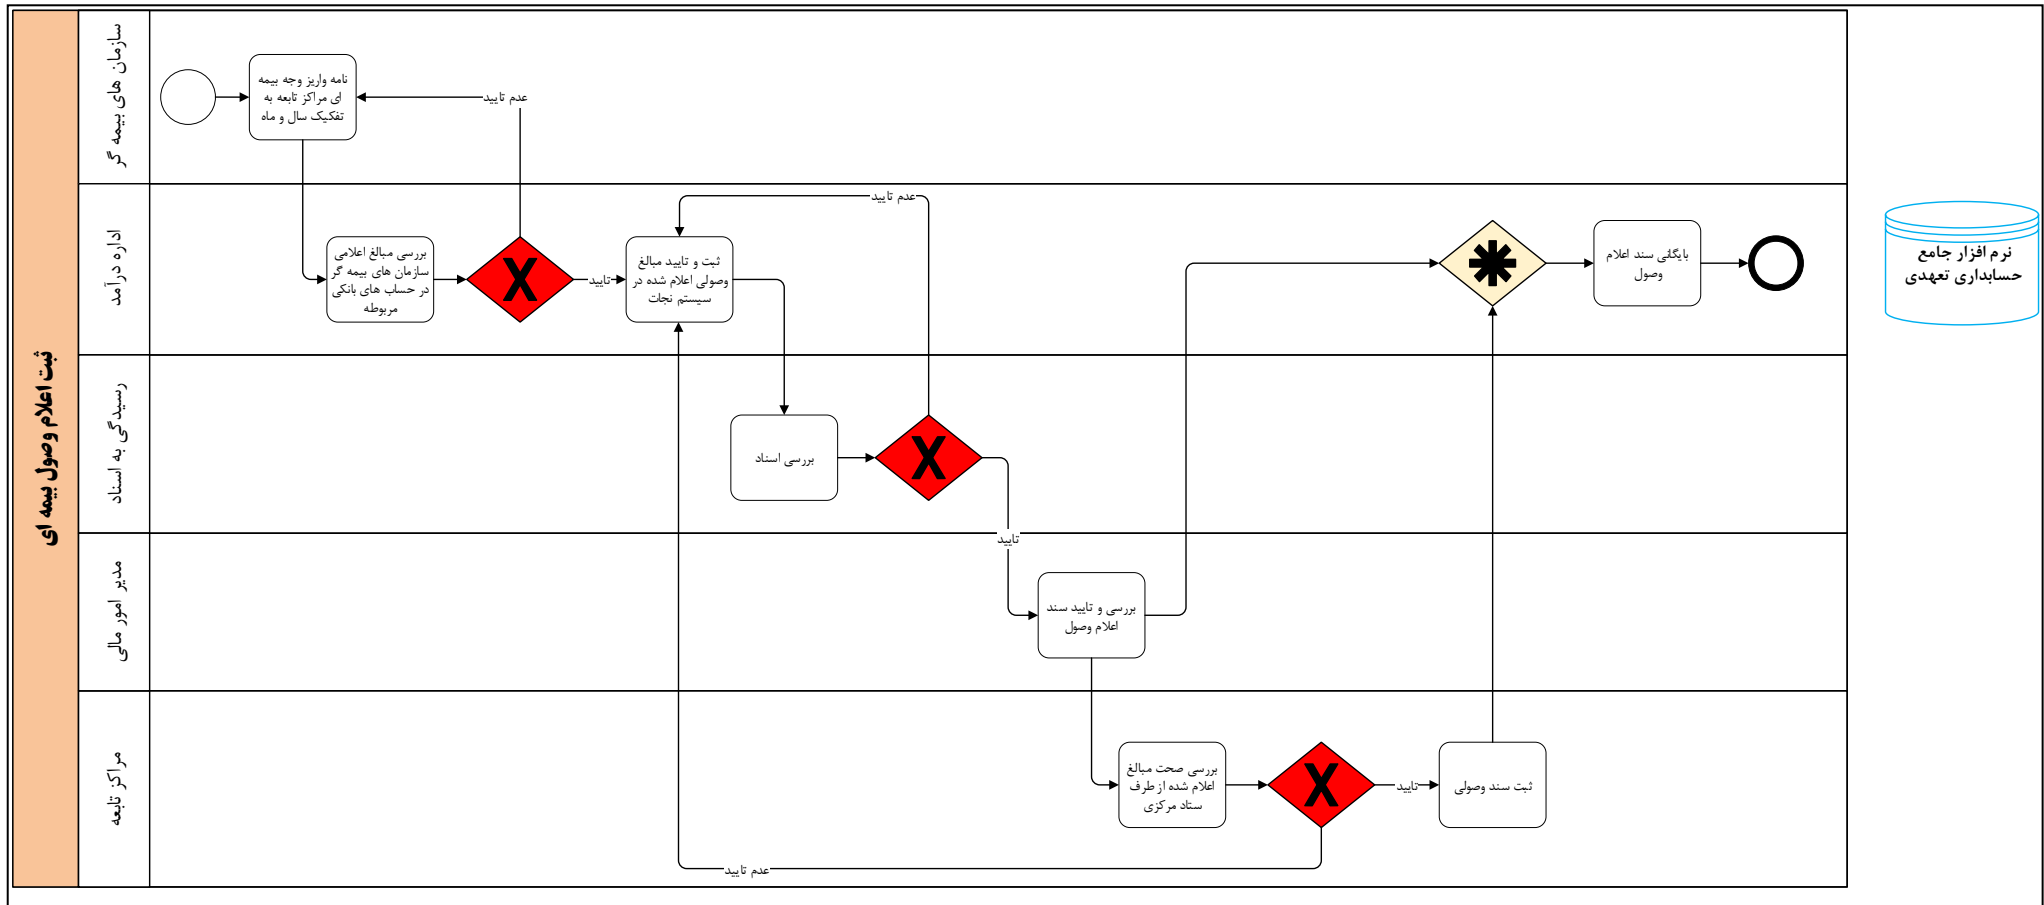 ثبت اعلام وصول بیمه ای
سازمان های بیمه گر
نامه واریز وجه بیمه
ای مراکز تابعه به
تفکیک سال و ماه
عدم تایید
اداره درآمد
بررسی مبالغ اعلامی
سازمان های بیمه گر
در حساب های بانکی
مربوطه
تایید
ثبت و تایید مبالغ
وصولی اعلام شده در
سیستم نجات
عدم تایید
بایگانی سند اعلام
وصول
نرم افزار جامع
حسابداری تعهدی
رسیدگی به اسناد
بررسی اسناد
تایید
مدیر امور مالی
بررسی و تایید سند
اعلام وصول
مراکز تابعه
بررسی صحت مبالغ
اعلام شده از طرف
ستاد مرکزی
تایید
ثبت سند وصولی
عدم تایید